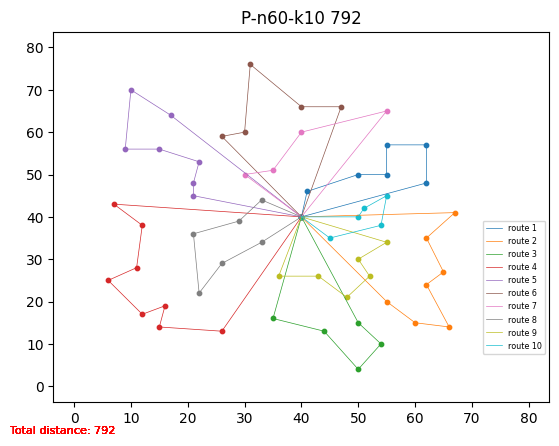 P-n60-k10 792
80
70
60
50
40
30
20
10
0
0 10 20 30 40 50 60 70 80
route 1
route 2
route 3
route 4
route 5
route 6
route 7
route 8
route 9
route 10
Total distance: 792